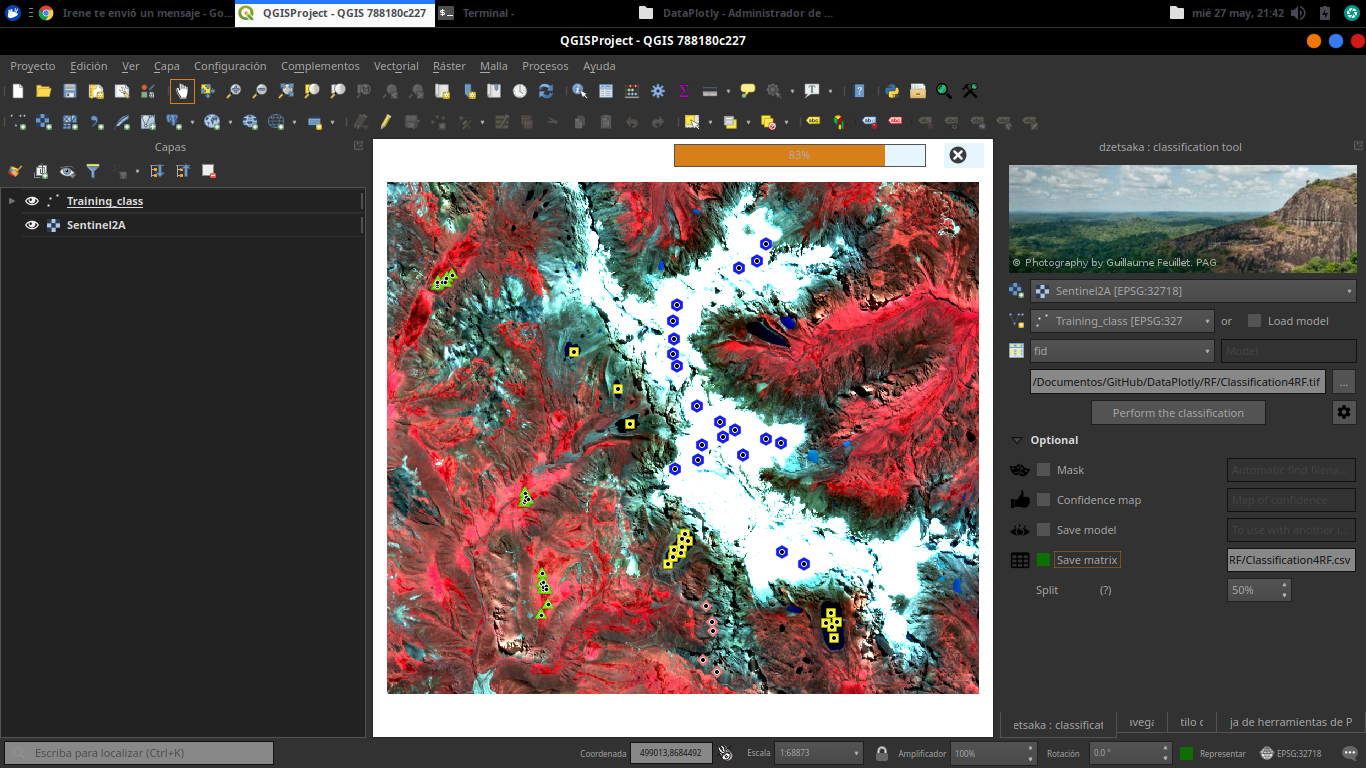 Irene te envió un mensaje - Go...
QGISProject - QGIS 788180c227
Terminal -
DataPlotly - Administrador de ...
mié 27 may, 21:42
QGISProject - QGIS 788180c227
Proyecto Edición Ver Capa Configuración Complementos Vectorial Ráster Malla Procesos Ayuda
Capas
Training_class
Sentinel2A
83%
dzetsaka : classification tool
© Photography by Guillaume Feuillet. PAG
Sentinel2A [EPSG:32718]
Training_class [EPSG:327 or Load model
fid Model
/Documentos/GitHub/DataPlotly/RF/Classification4RF.tif ...
Perform the classification
Optional
Mask Automatic find filena...
Confidence map Map of confidence
Save model To use with another i...
Save matrix RF/Classification4RF.csv
Split (?) 50%
etsaka : classificat ivega tilo c ja de herramientas de P
Escriba para localizar (Ctrl+K) Coordenada 499013,8684492 Escala 1:68873 Amplificador 100% Rotación 0.0 ° Representar EPSG:32718